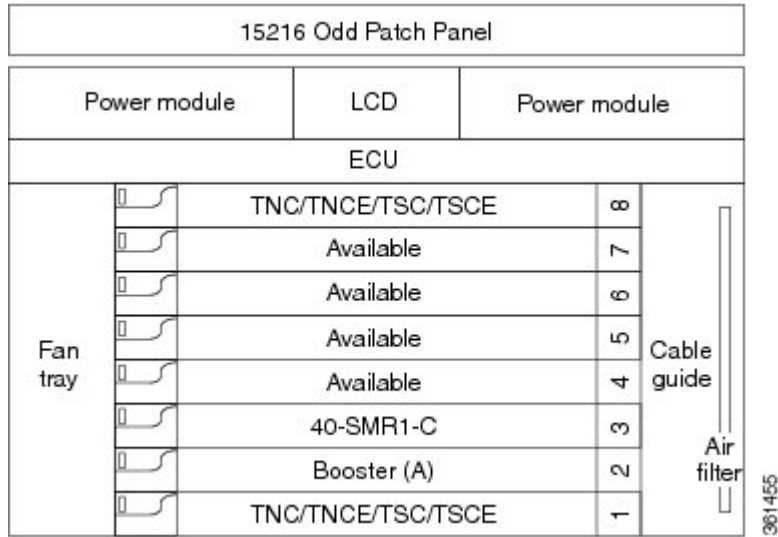 15216 Odd Patch Panel
Power module
LCD
Power module
ECU
TNC/TNCE/TSC/TSCE
8
Available
7
Available
6
Available
5
Available
4
40-SMR1-C
3
Booster (A)
2
TNC/TNCE/TSC/TSCE
1
Fan
tray
Cable
guide
Air
filter
361455